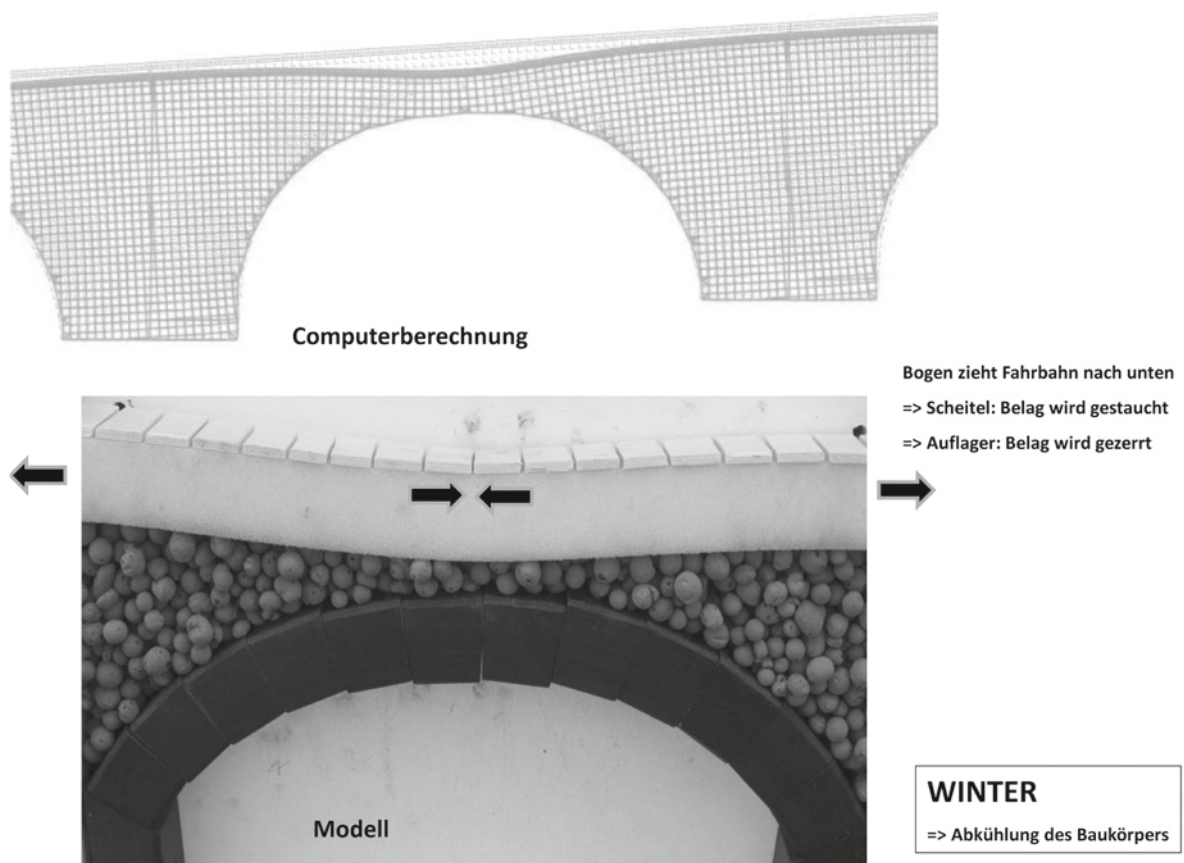 Computerberechnung
Bogen zieht Fahrbahn nach unten
=> Scheitel: Belag wird gestaucht
=> Auflager: Belag wird gezerrt
Modell
WINTER
=> Abkühlung des Baukörpers